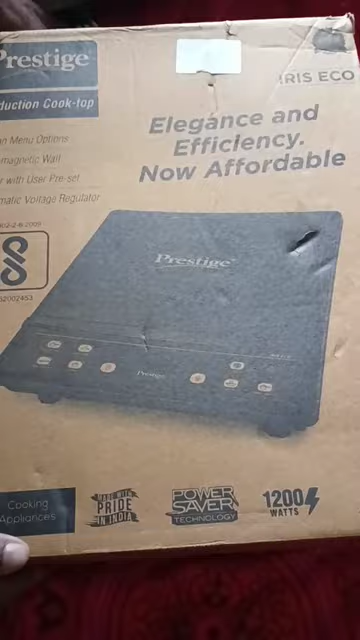 Prestige
IRIS ECO
duction Cook-top
Elegance and
Efficiency.
Now Affordable
an Menu Options
magnetic Wall
r with User Pre-set
matic Voltage Regulator
Prestige
Prestige
Cooking
Appliances
MADE WITH
PRIDE
IN INDIA
POWER
SAVER
TECHNOLOGY
1200
WATTS